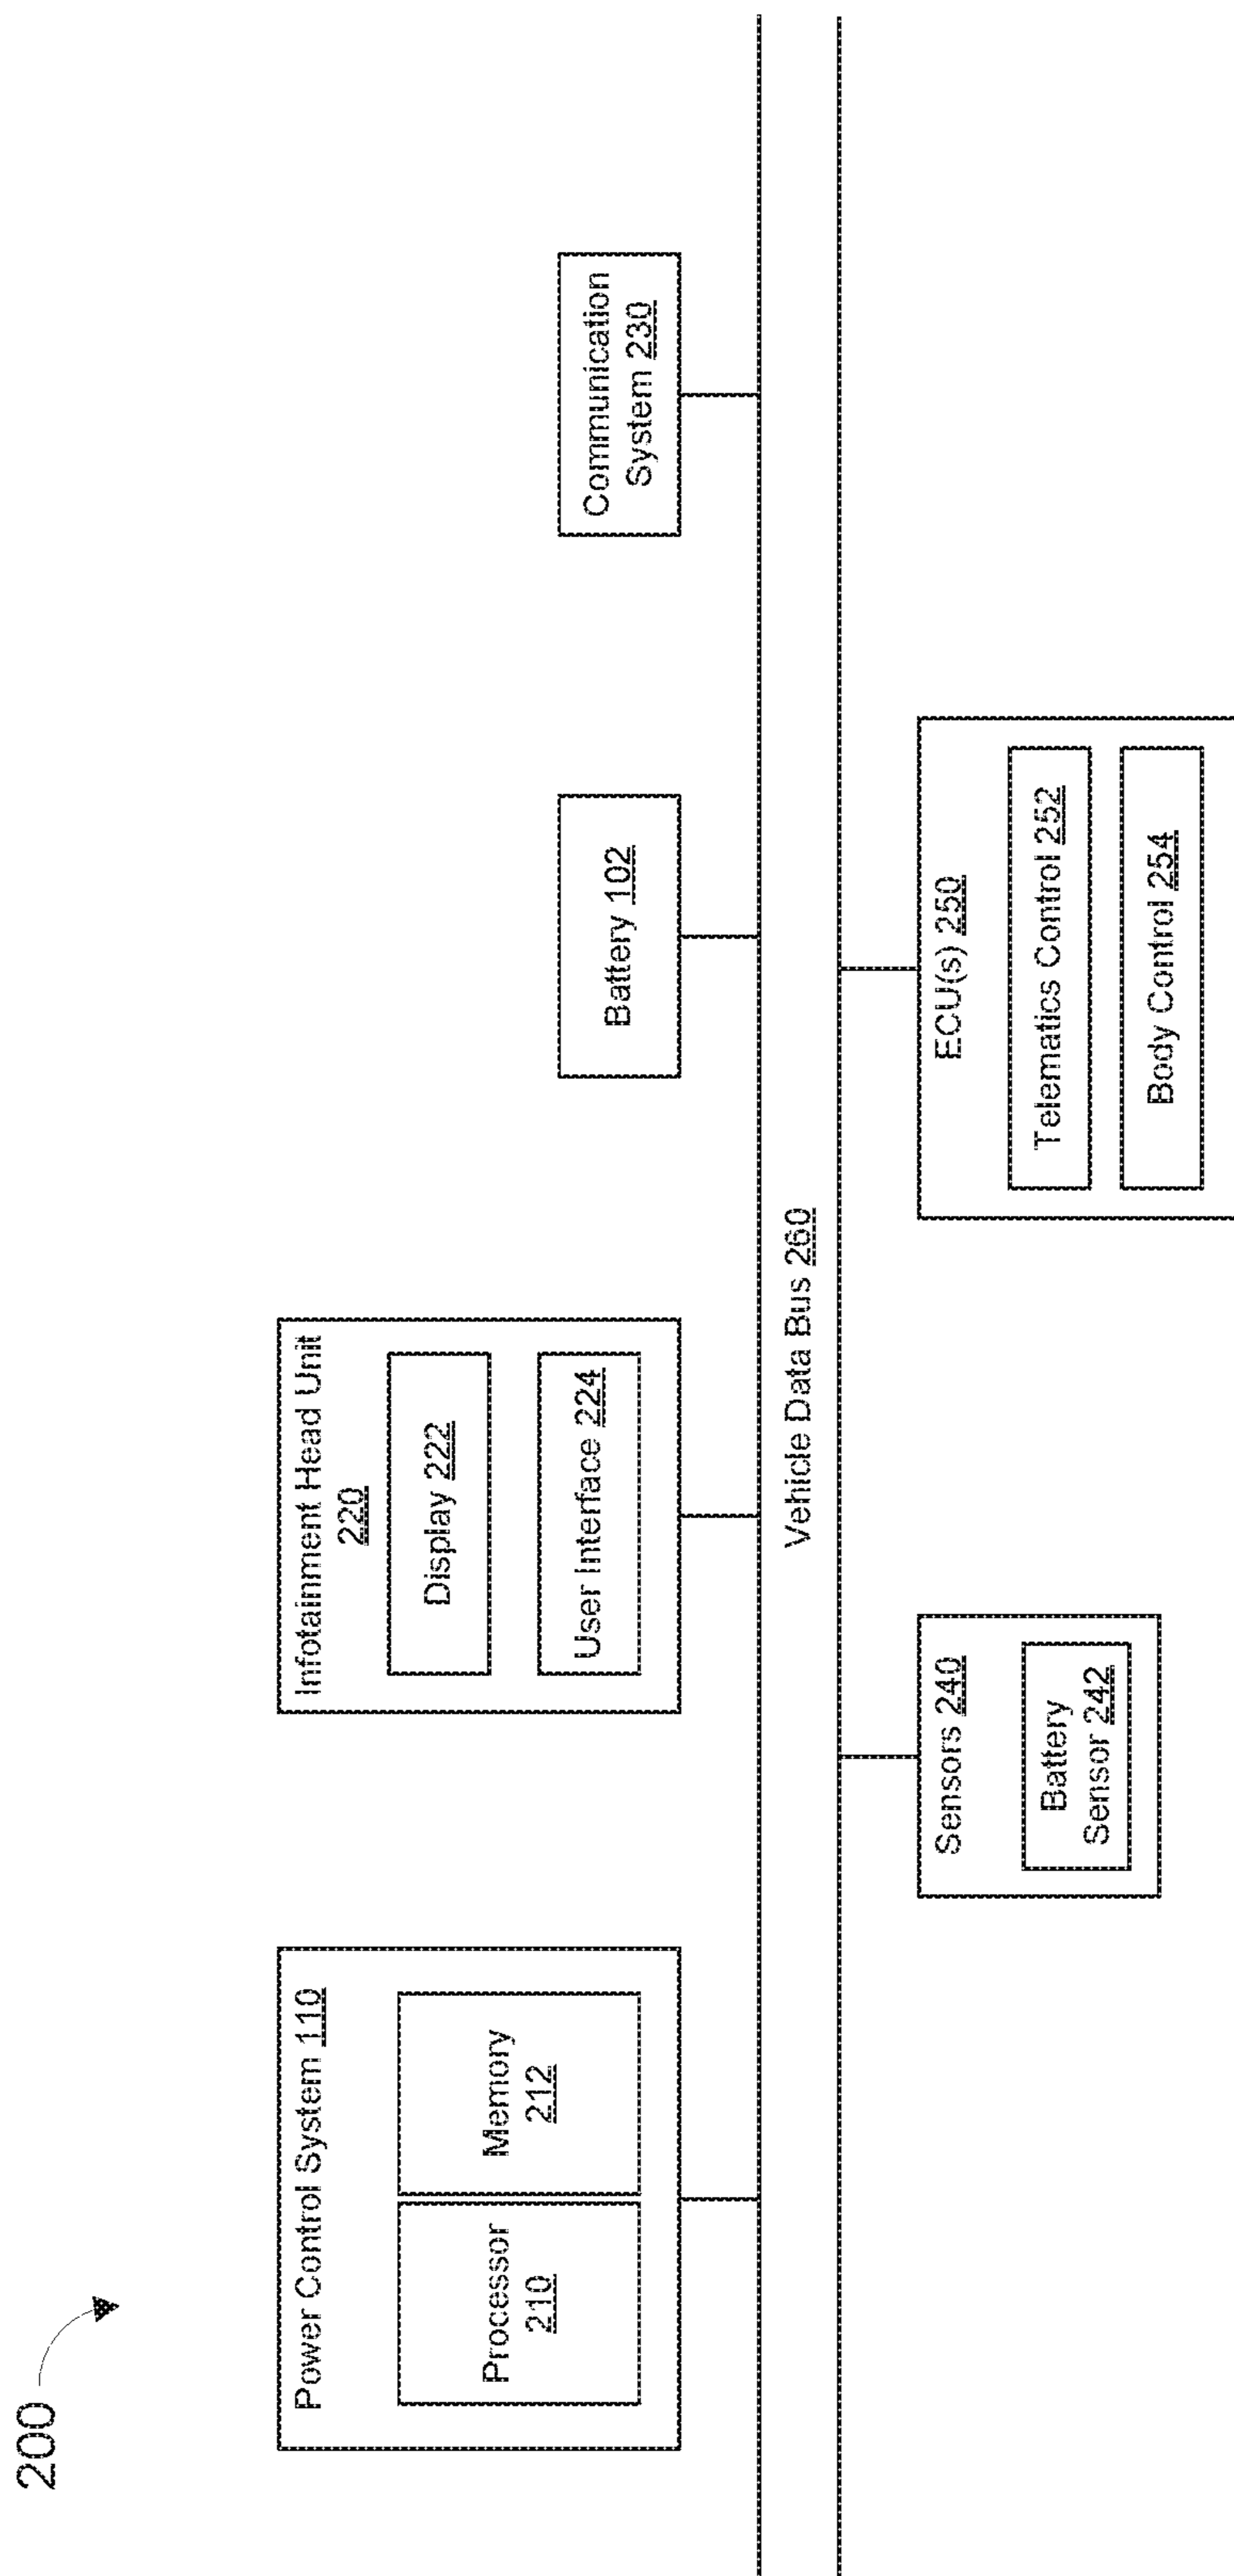 200
Power Control System 110
Processor
210
Memory
212
Infotainment Head Unit
220
Display 222
User Interface 224
Battery 102
Communication
System 230
Vehicle Data Bus 260
Sensors 240
Battery
Sensor 242
ECU(s) 250
Telematics Control 252
Body Control 254